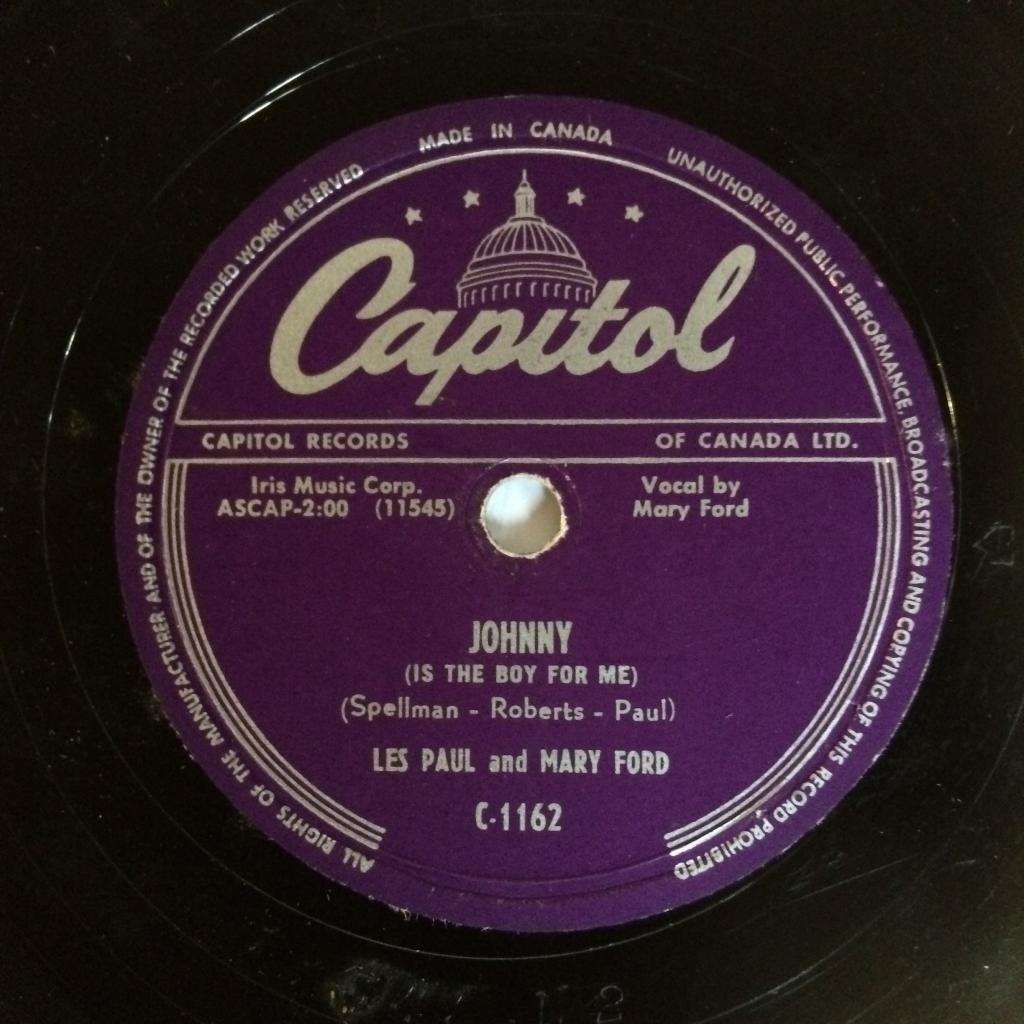 MADE IN CANADA
ALL RIGHTS OF THE MANUFACTURER AND OF THE OWNER OF THE RECORDED WORK RESERVED
UNAUTHORIZED PUBLIC PERFORMANCE, BROADCASTING AND COPYING OF THIS RECORD PROHIBITED
Capitol
CAPITOL RECORDS OF CANADA LTD.
Iris Music Corp. Vocal by
ASCAP-2:00 (11545) Mary Ford
JOHNNY
(IS THE BOY FOR ME)
(Spellman - Roberts - Paul)
LES PAUL and MARY FORD
C-1162